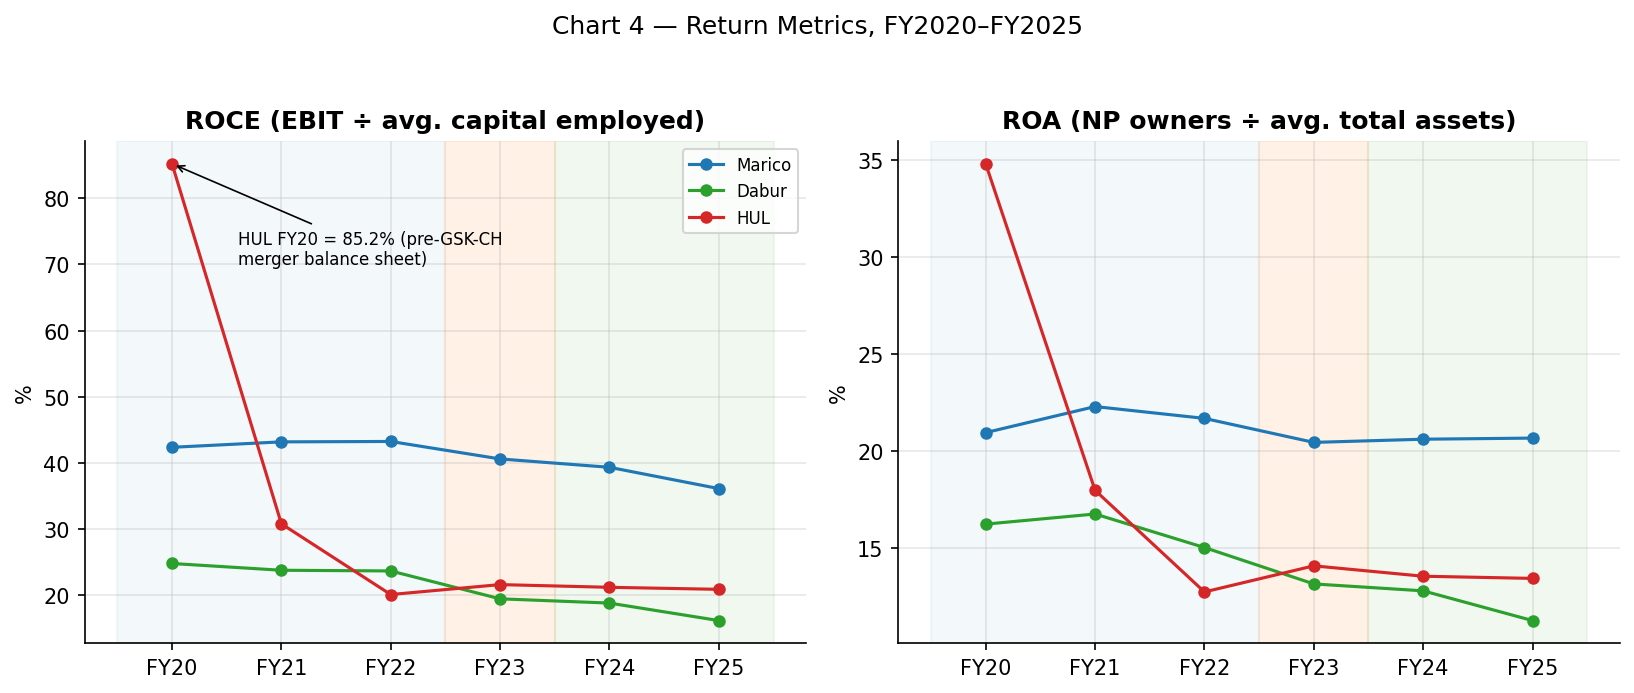 Chart 4 — Return Metrics, FY2020–FY2025
ROCE (EBIT ÷ avg. capital employed)
%
80
70
60
50
40
30
20
FY20
FY21
FY22
FY23
FY24
FY25
Marico
Dabur
HUL
HUL FY20 = 85.2% (pre-GSK-CH
merger balance sheet)
ROA (NP owners ÷ avg. total assets)
%
35
30
25
20
15
FY20
FY21
FY22
FY23
FY24
FY25